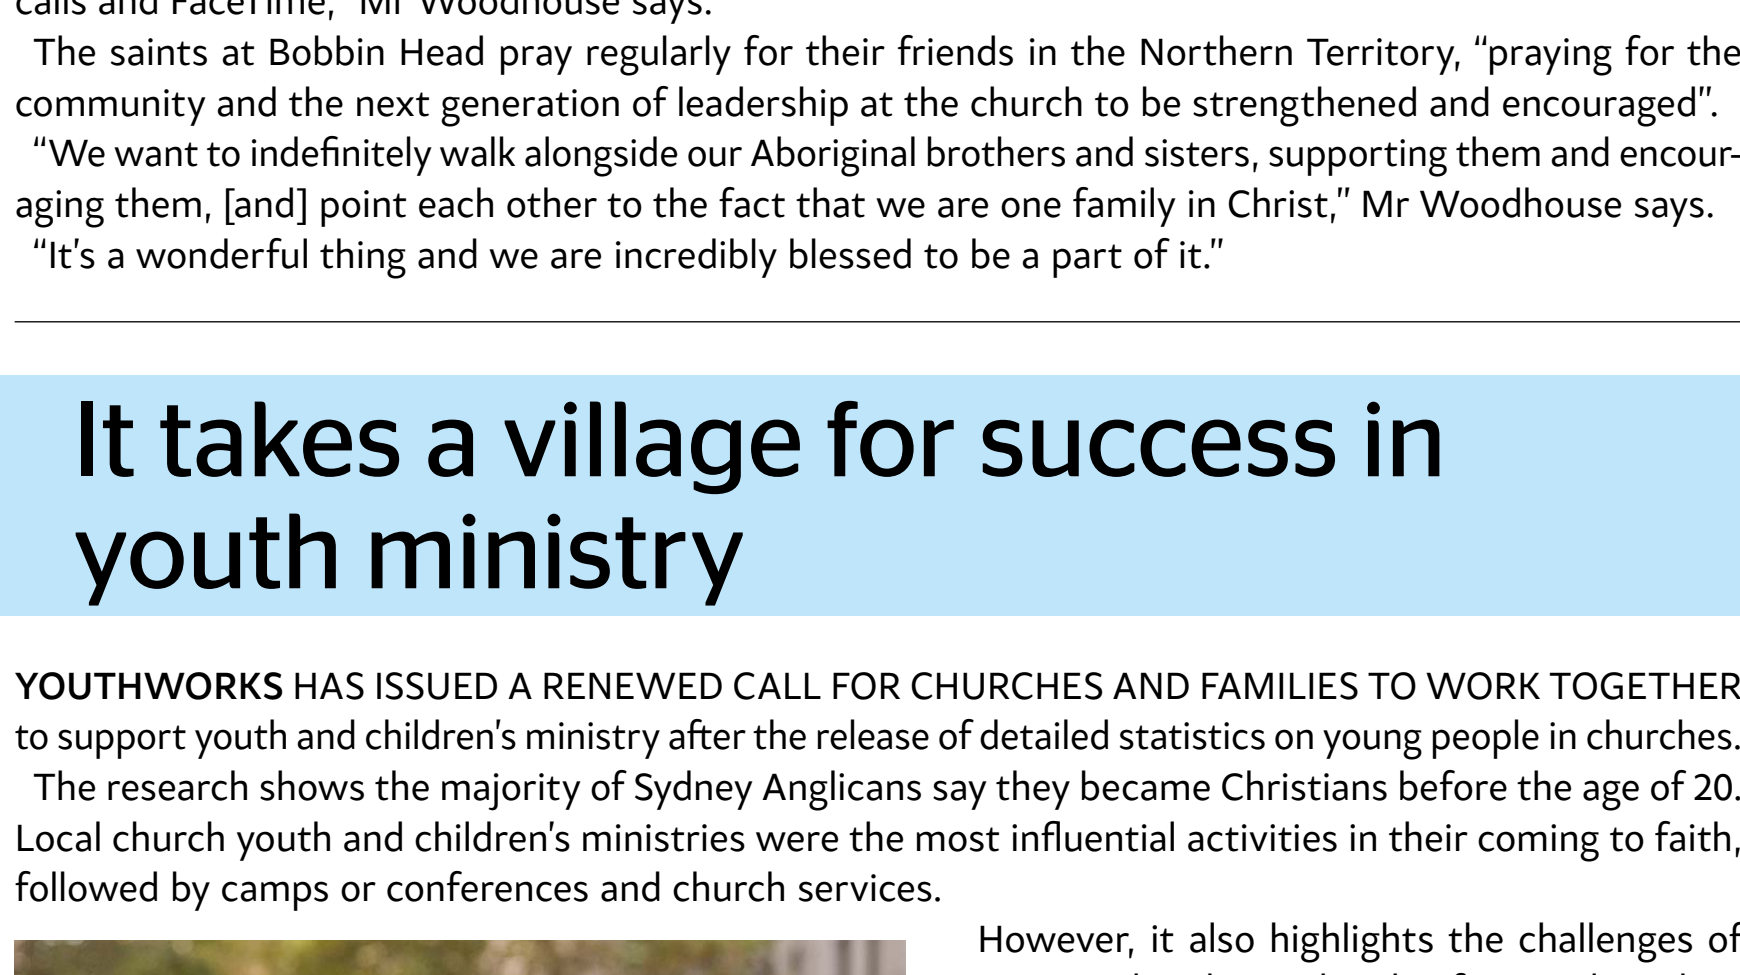 calls and FaceTime,” Mr Woodhouse says.
The saints at Bobbin Head pray regularly for their friends in the Northern Territory, “praying for the
community and the next generation of leadership at the church to be strengthened and encouraged”.
“We want to indefinitely walk alongside our Aboriginal brothers and sisters, supporting them and encour-
aging them, [and] point each other to the fact that we are one family in Christ,” Mr Woodhouse says.
“It’s a wonderful thing and we are incredibly blessed to be a part of it.”
It takes a village for success in
youth ministry
YOUTHWORKS HAS ISSUED A RENEWED CALL FOR CHURCHES AND FAMILIES TO WORK TOGETHER
to support youth and children’s ministry after the release of detailed statistics on young people in churches.
The research shows the majority of Sydney Anglicans say they became Christians before the age of 20.
Local church youth and children’s ministries were the most influential activities in their coming to faith,
followed by camps or conferences and church services.
However, it also highlights the challenges of